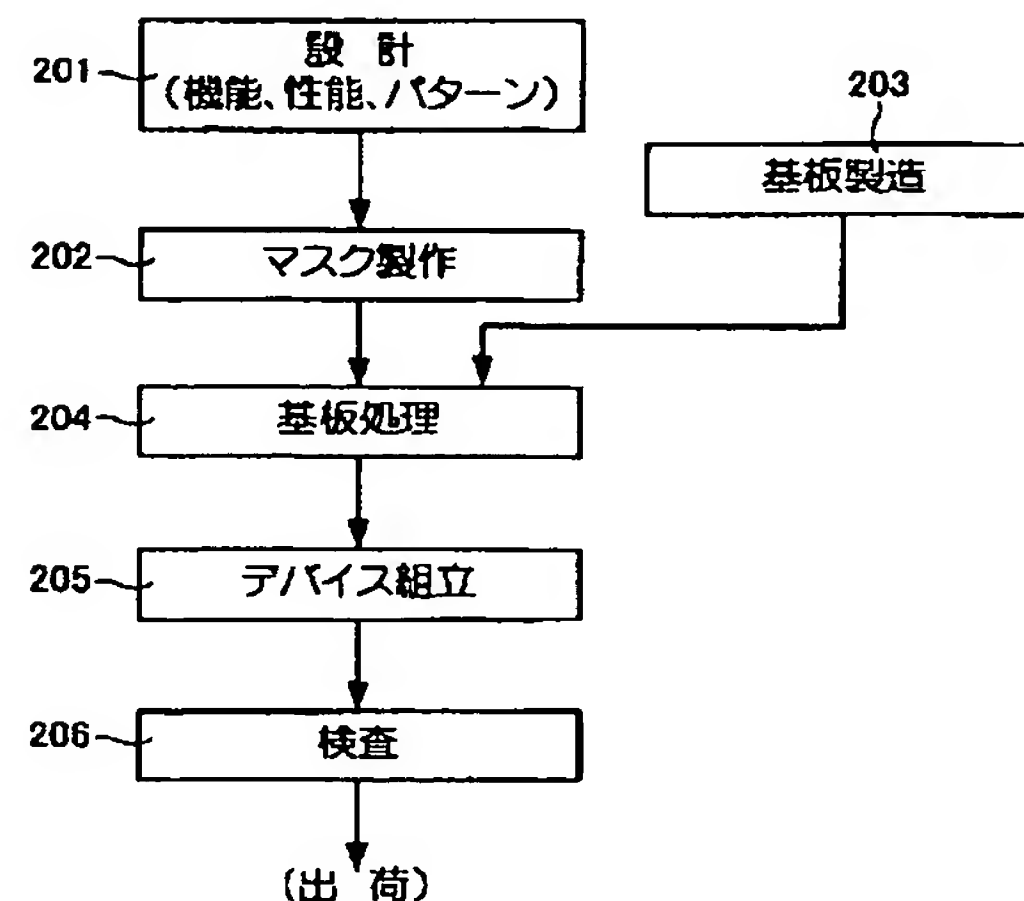 201
設 計
(機能、性能、パターン)
203
基板製造
202
マスク製作
204
基板処理
205
デバイス組立
206
検査
(出 荷)